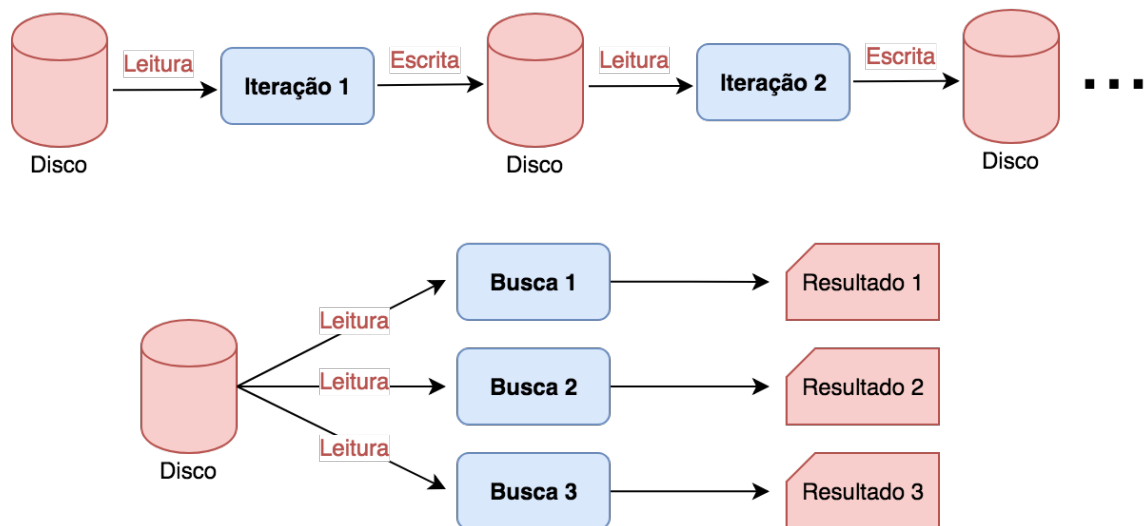 Leitura
Iteração 1
Escrita
Leitura
Iteração 2
Escrita
...
Disco
Disco
Disco
Busca 1
Resultado 1
Leitura
Leitura
Busca 2
Resultado 2
Leitura
Disco
Busca 3
Resultado 3